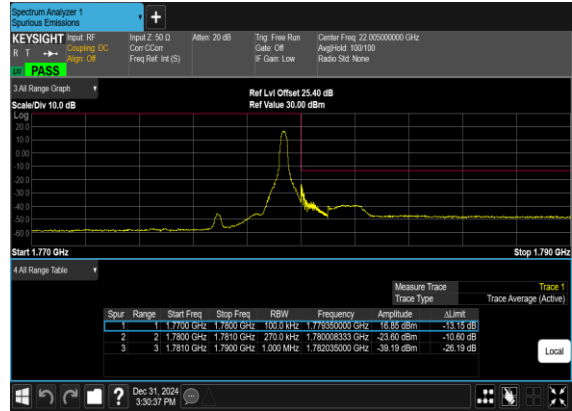 Spectrum Analyzer 1
Spurious Emissions
+
KEYSIGHT Input: RF Input Z: 50 Ω Atten: 20 dB Trig: Free Run Center Freq: 22.005000000 GHz
R T Coupling: DC Corr CCorr Gate: Off Avg|Hold: 100/100
Align: Off Freq Ref: Int (S) IF Gain: Low Radio Std: None
PASS
3 All Range Graph
Ref Lvl Offset 25.40 dB
Scale/Div 10.0 dB Ref Value 30.00 dBm
Log
20.0
10.0
0.00
-10.0
-20.0
-30.0
-40.0
-50.0
-60.0
Start 1.770 GHz Stop 1.790 GHz
4 All Range Table
Measure Trace Trace 1
Trace Type Trace Average (Active)
Spur Range Start Freq Stop Freq RBW Frequency Amplitude ΔLimit
1 1 1.7700 GHz 1.7800 GHz 100.0 kHz 1.779350000 GHz 16.85 dBm -13.15 dB
2 2 1.7800 GHz 1.7810 GHz 270.0 kHz 1.780008333 GHz -23.60 dBm -10.60 dB
3 3 1.7810 GHz 1.7900 GHz 1.000 MHz 1.782035000 GHz -39.19 dBm -26.19 dB
Local
? Dec 31, 2024
3:30:37 PM